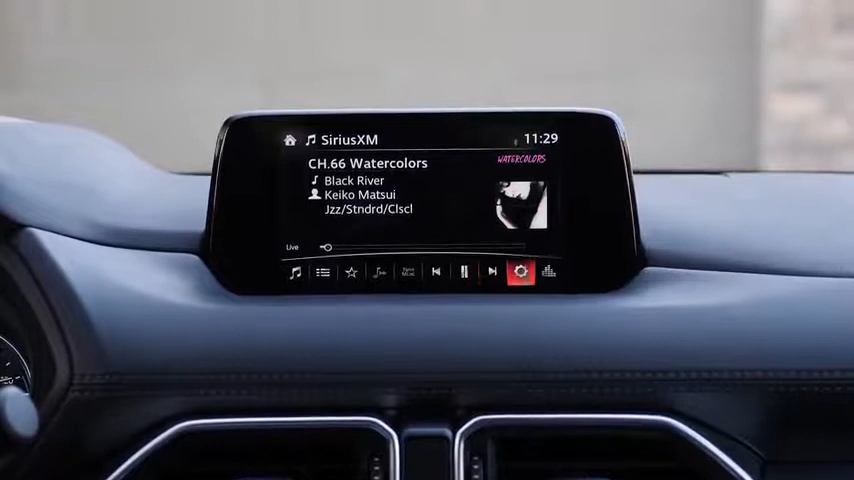 SiriusXM
11:29
CH.66 Watercolors
WATERCOLORS
Black River
Keiko Matsui
Jzz/Stndrd/Clscl
Live